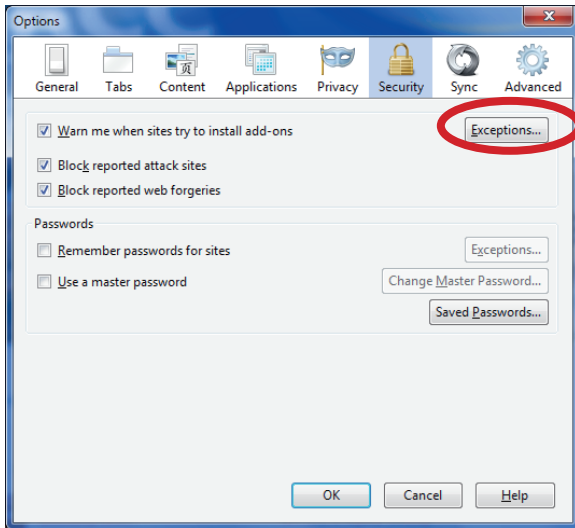 Options
General Tabs Content Applications Privacy Security Sync Advanced
Warn me when sites try to install add-ons Exceptions...
Block reported attack sites
Block reported web forgeries
Passwords
Remember passwords for sites Exceptions...
Use a master password Change Master Password...
Saved Passwords...
OK Cancel Help